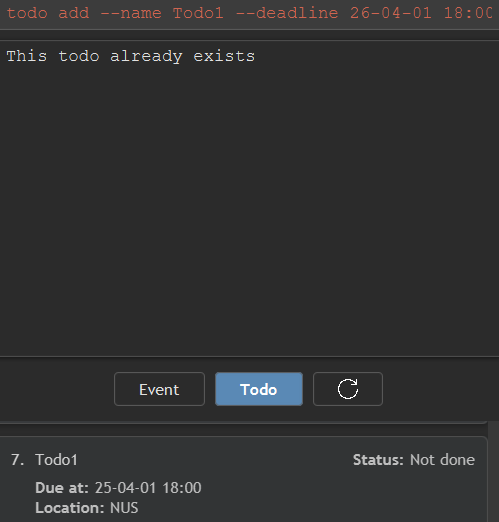 todo add --name Todo1 --deadline 26-04-01 18:00
This todo already exists
Event Todo
7. Todo1 Status: Not done
Due at: 25-04-01 18:00
Location: NUS